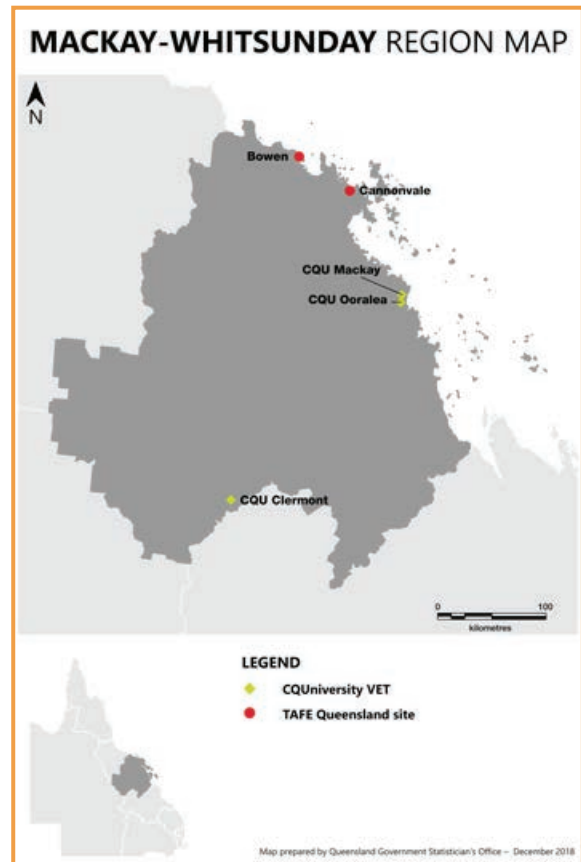 MACKAY-WHITSUNDAY REGION MAP
N
Bowen
Cannonvale
CQU Mackay
CQU Ooralea
CQU Clermont
0 100
kilometres
LEGEND
CQUniversity VET
TAFE Queensland site
Map prepared by Queensland Government Statistician's Office – December 2018